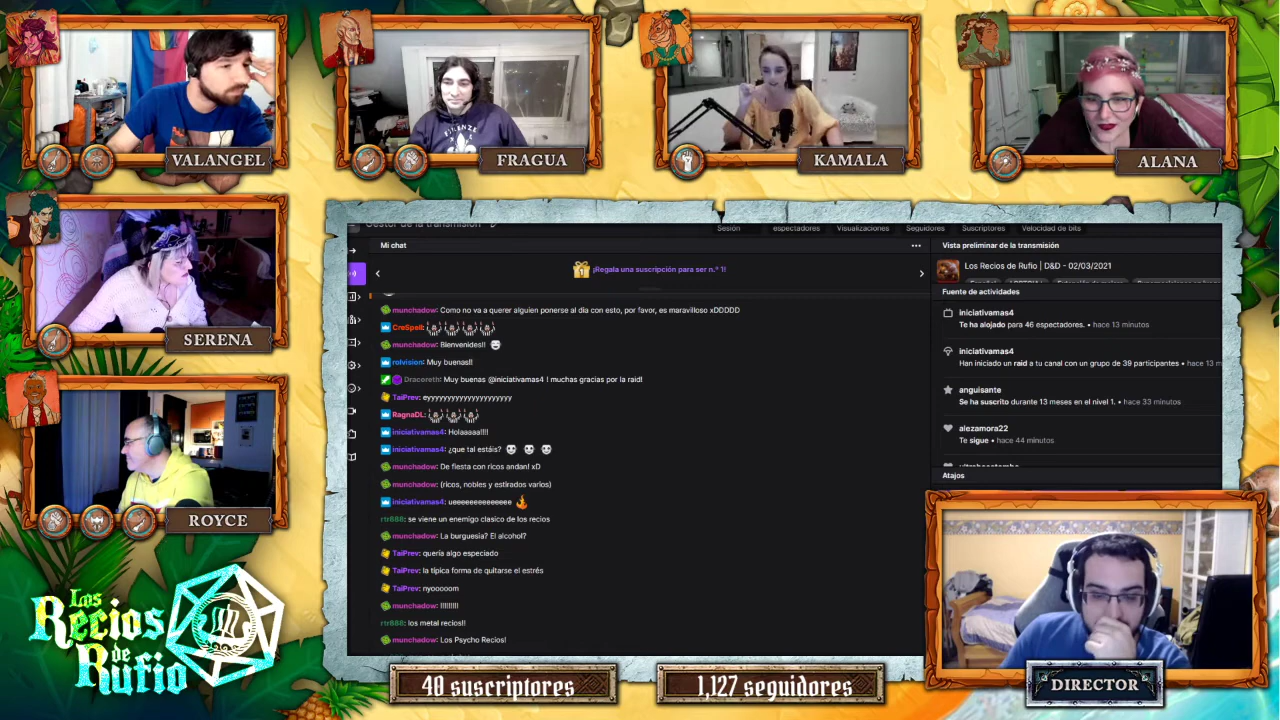 VALANGEL
FRAGUA
KAMALA
ALANA
SERENA
ROYCE
Los
Recios
de
Rufio
Gestor de la transmisión
Sesión
espectadores
Visualizaciones
Seguidores
Suscriptores
Velocidad de bits
Mi chat
¡Regala una suscripción para ser n.º 1!
munchadow: Como no va a querer alguien ponerse al día con esto, por favor, es maravilloso xDDDDD
CreSpell:
munchadow: Bienvenides!!
rolvision: Muy buenas!!
Dracoreth: Muy buenas @iniciativamas4 ! muchas gracias por la raid!
TaiPrev: eyyyyyyyyyyyyyyyyyyyyy
RagnaDL:
iniciativamas4: Holaaaaa!!!!
iniciativamas4: ¿que tal estáis?
munchadow: De fiesta con ricos andan! xD
munchadow: (ricos, nobles y estirados varios)
iniciativamas4: ueeeeeeeeeeeeee
rtr888: se viene un enemigo clasico de los recios
munchadow: La burguesía? El alcohol?
TaiPrev: quería algo especiado
TaiPrev: la típica forma de quitarse el estrés
TaiPrev: nyooooom
munchadow: !!!!!!!!!
rtr888: los metal recios!!
munchadow: Los Psycho Recios!
Vista preliminar de la transmisión
Los Recios de Rufio | D&D - 02/03/2021
Fuente de actividades
iniciativamas4
Te ha alojado para 46 espectadores. • hace 13 minutos
iniciativamas4
Han iniciado un raid a tu canal con un grupo de 39 participantes • hace 13 m
anguisante
Se ha suscrito durante 13 meses en el nivel 1. • hace 33 minutos
alezamora22
Te sigue • hace 44 minutos
Atajos
DIRECTOR
40 suscriptores
1,127 seguidores